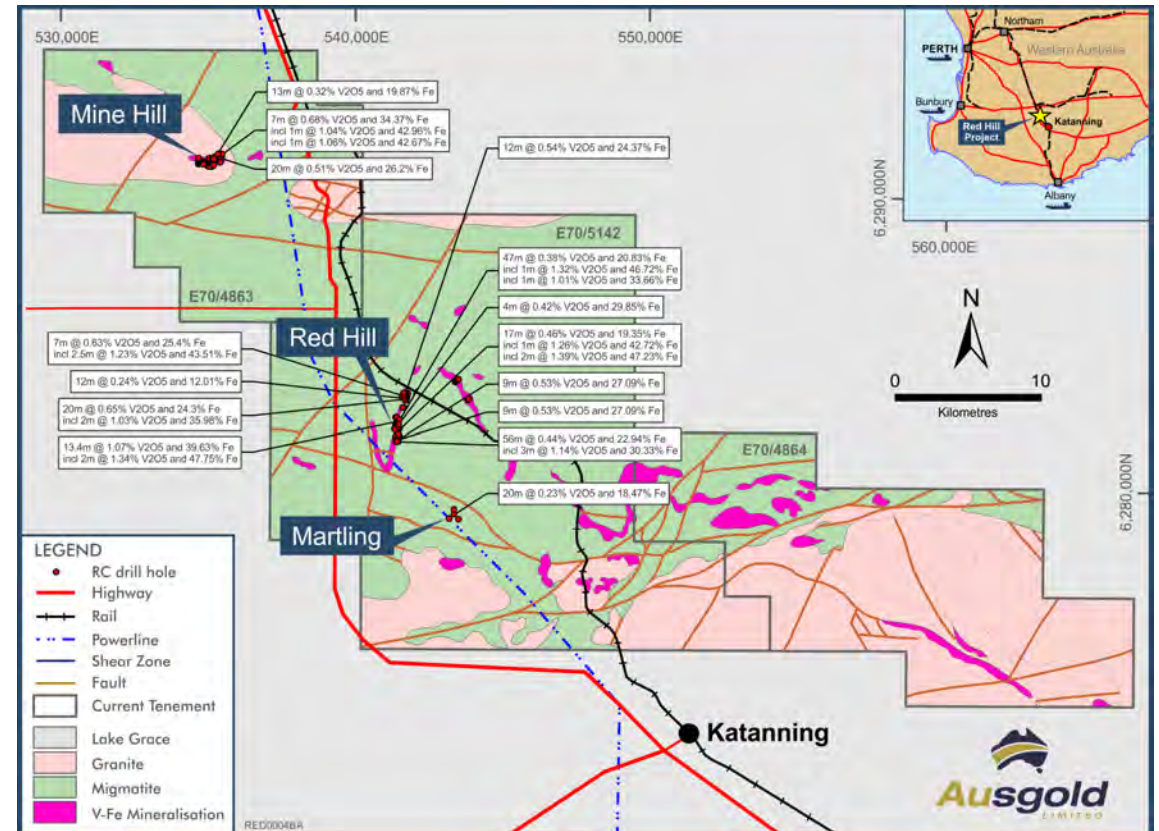 530,000E
540,000E
550,000E
Mine Hill
13m @ 0.32% V2O5 and 19.87% Fe
7m @ 0.68% V2O5 and 34.37% Fe
incl 1m @ 1.04% V2O5 and 42.96% Fe
incl 1m @ 1.06% V2O5 and 42.67% Fe
20m @ 0.51% V2O5 and 26.2% Fe
12m @ 0.54% V2O5 and 24.37% Fe
Northam
PERTH
Western Australia
Bunbury
Red Hill
Project
Katanning
Albany
6,290,000N
560,000E
E70/5142
E70/4863
47m @ 0.38% V2O5 and 20.83% Fe
incl 1m @ 1.32% V2O5 and 46.72% Fe
incl 1m @ 1.01% V2O5 and 33.66% Fe
4m @ 0.42% V2O5 and 29.85% Fe
Red Hill
17m @ 0.46% V2O5 and 19.35% Fe
incl 1m @ 1.26% V2O5 and 42.72% Fe
incl 2m @ 1.39% V2O5 and 47.23% Fe
7m @ 0.63% V2O5 and 25.4% Fe
incl 2.5m @ 1.23% V2O5 and 43.51% Fe
12m @ 0.24% V2O5 and 12.01% Fe
9m @ 0.53% V2O5 and 27.09% Fe
20m @ 0.65% V2O5 and 24.3% Fe
incl 2m @ 1.03% V2O5 and 35.98% Fe
9m @ 0.53% V2O5 and 27.09% Fe
13.4m @ 1.07% V2O5 and 39.63% Fe
incl 2m @ 1.34% V2O5 and 47.75% Fe
56m @ 0.44% V2O5 and 22.94% Fe
incl 3m @ 1.14% V2O5 and 30.33% Fe
N
0 10
Kilometres
E70/4864
6,280,000N
20m @ 0.23% V2O5 and 18.47% Fe
Martling
LEGEND
RC drill hole
Highway
Rail
Powerline
Shear Zone
Fault
Current Tenement
Lake Grace
Granite
Migmatite
V-Fe Mineralisation
Katanning
Ausgold
LIMITED
RED0004BA